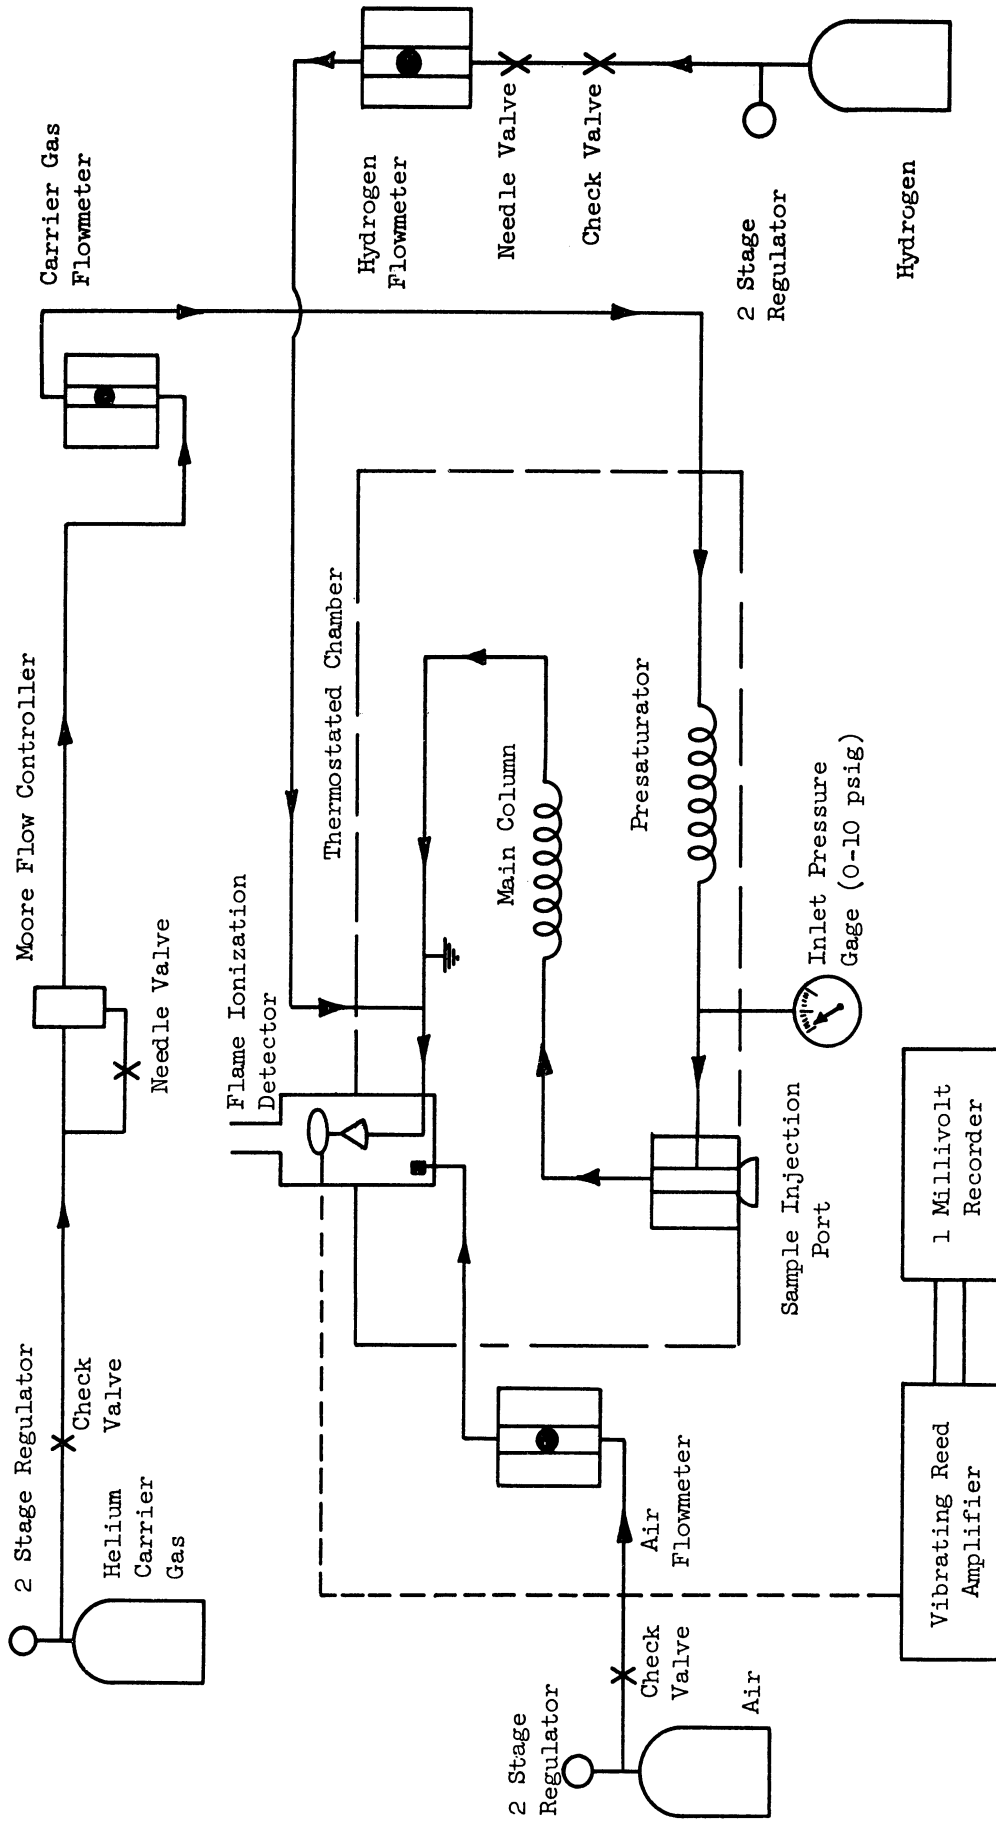 2 Stage Regulator
Check
Valve
Helium
Carrier
Gas
Moore Flow Controller
Needle Valve
Carrier Gas
Flowmeter
Flame Ionization
Detector
Thermostated Chamber
Hydrogen
Flowmeter
Needle Valve
Check Valve
2 Stage
Regulator
Hydrogen
Main Column
Presaturator
Inlet Pressure
Gage (0-10 psig)
Sample Injection
Port
Air
Flowmeter
Check
Valve
2 Stage
Regulator
Air
Vibrating Reed
Amplifier
1 Millivolt
Recorder